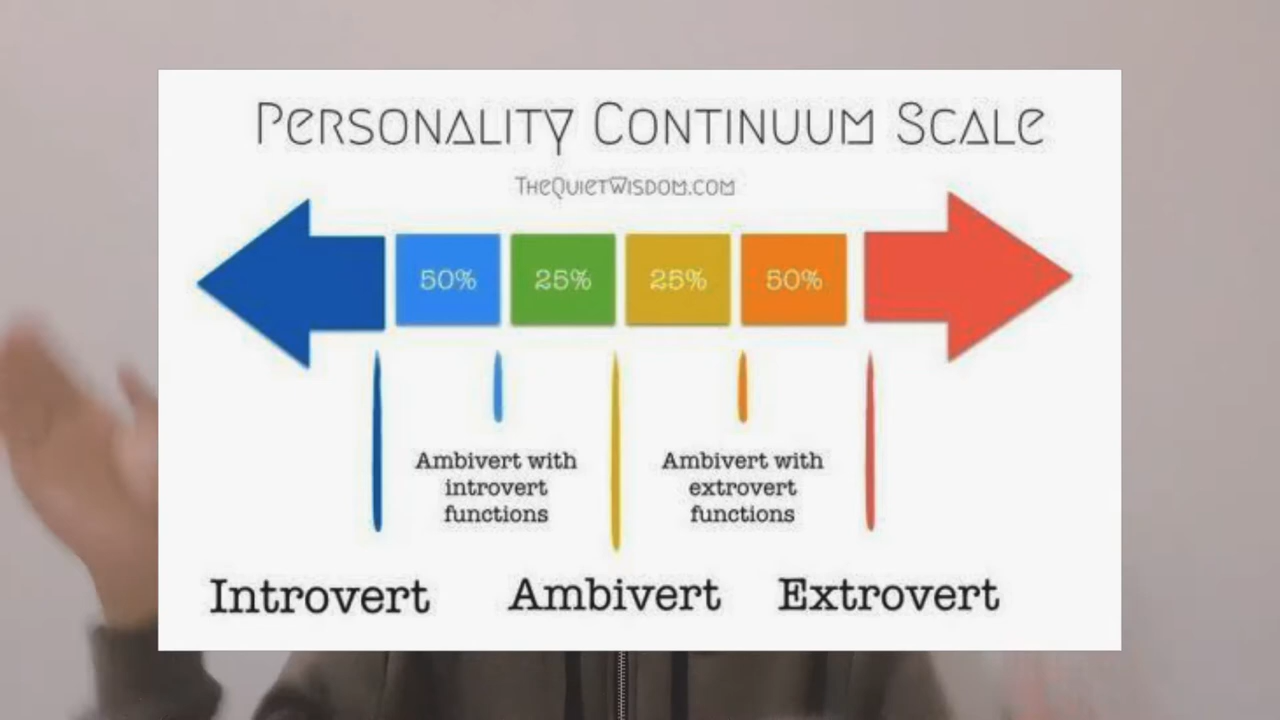 Personality Continuum Scale
TheQuietWisdom.com
50% 25% 25% 50%
Ambivert with
introvert
functions
Ambivert with
extrovert
functions
Introvert Ambivert Extrovert